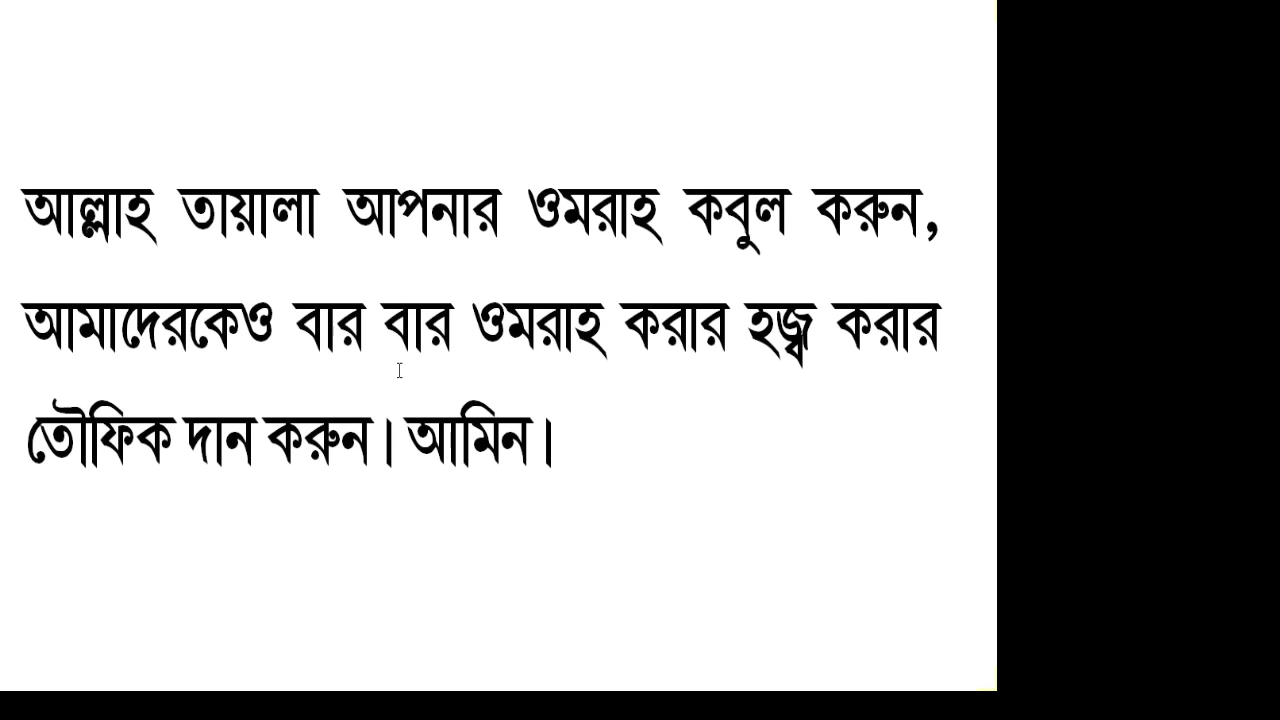 আল্লাহ তায়ালা আপনার ওমরাহ কবুল করুন,
আমাদেরকেও বার বার ওমরাহ করার হজ্ব করার
তৌফিক দান করুন। আমিন।